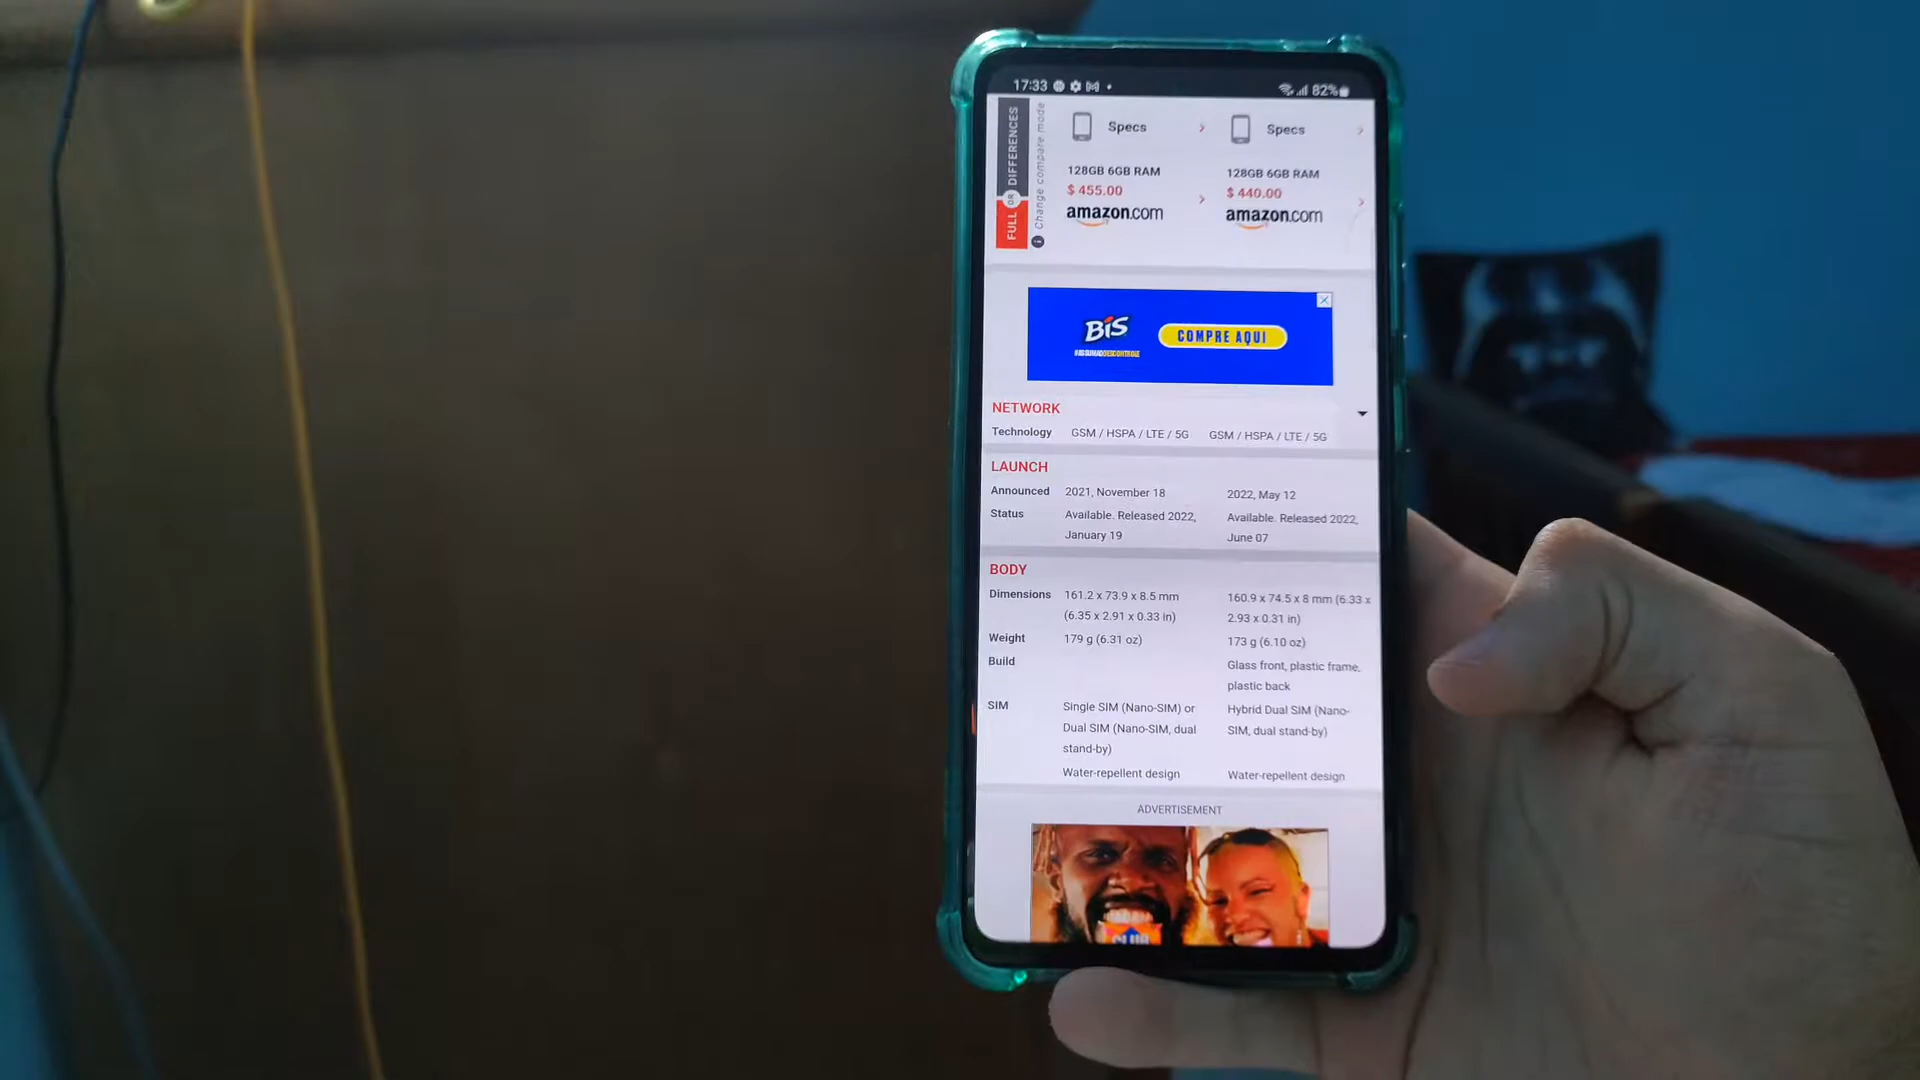 17:33
82%
FULL OR DIFFERENCES
Change compare mode
Specs
Specs
128GB 6GB RAM
$ 455.00
amazon.com
128GB 6GB RAM
$ 440.00
amazon.com
BIS
COMPRE AQUI
NETWORK
Technology GSM / HSPA / LTE / 5G GSM / HSPA / LTE / 5G
LAUNCH
Announced 2021, November 18 2022, May 12
Status Available. Released 2022, Available. Released 2022,
January 19 June 07
BODY
Dimensions 161.2 x 73.9 x 8.5 mm 160.9 x 74.5 x 8 mm (6.33 x
(6.35 x 2.91 x 0.33 in) 2.93 x 0.31 in)
Weight 179 g (6.31 oz) 173 g (6.10 oz)
Build Glass front, plastic frame,
plastic back
SIM Single SIM (Nano-SIM) or Hybrid Dual SIM (Nano-
Dual SIM (Nano-SIM, dual SIM, dual stand-by)
stand-by)
Water-repellent design Water-repellent design
ADVERTISEMENT